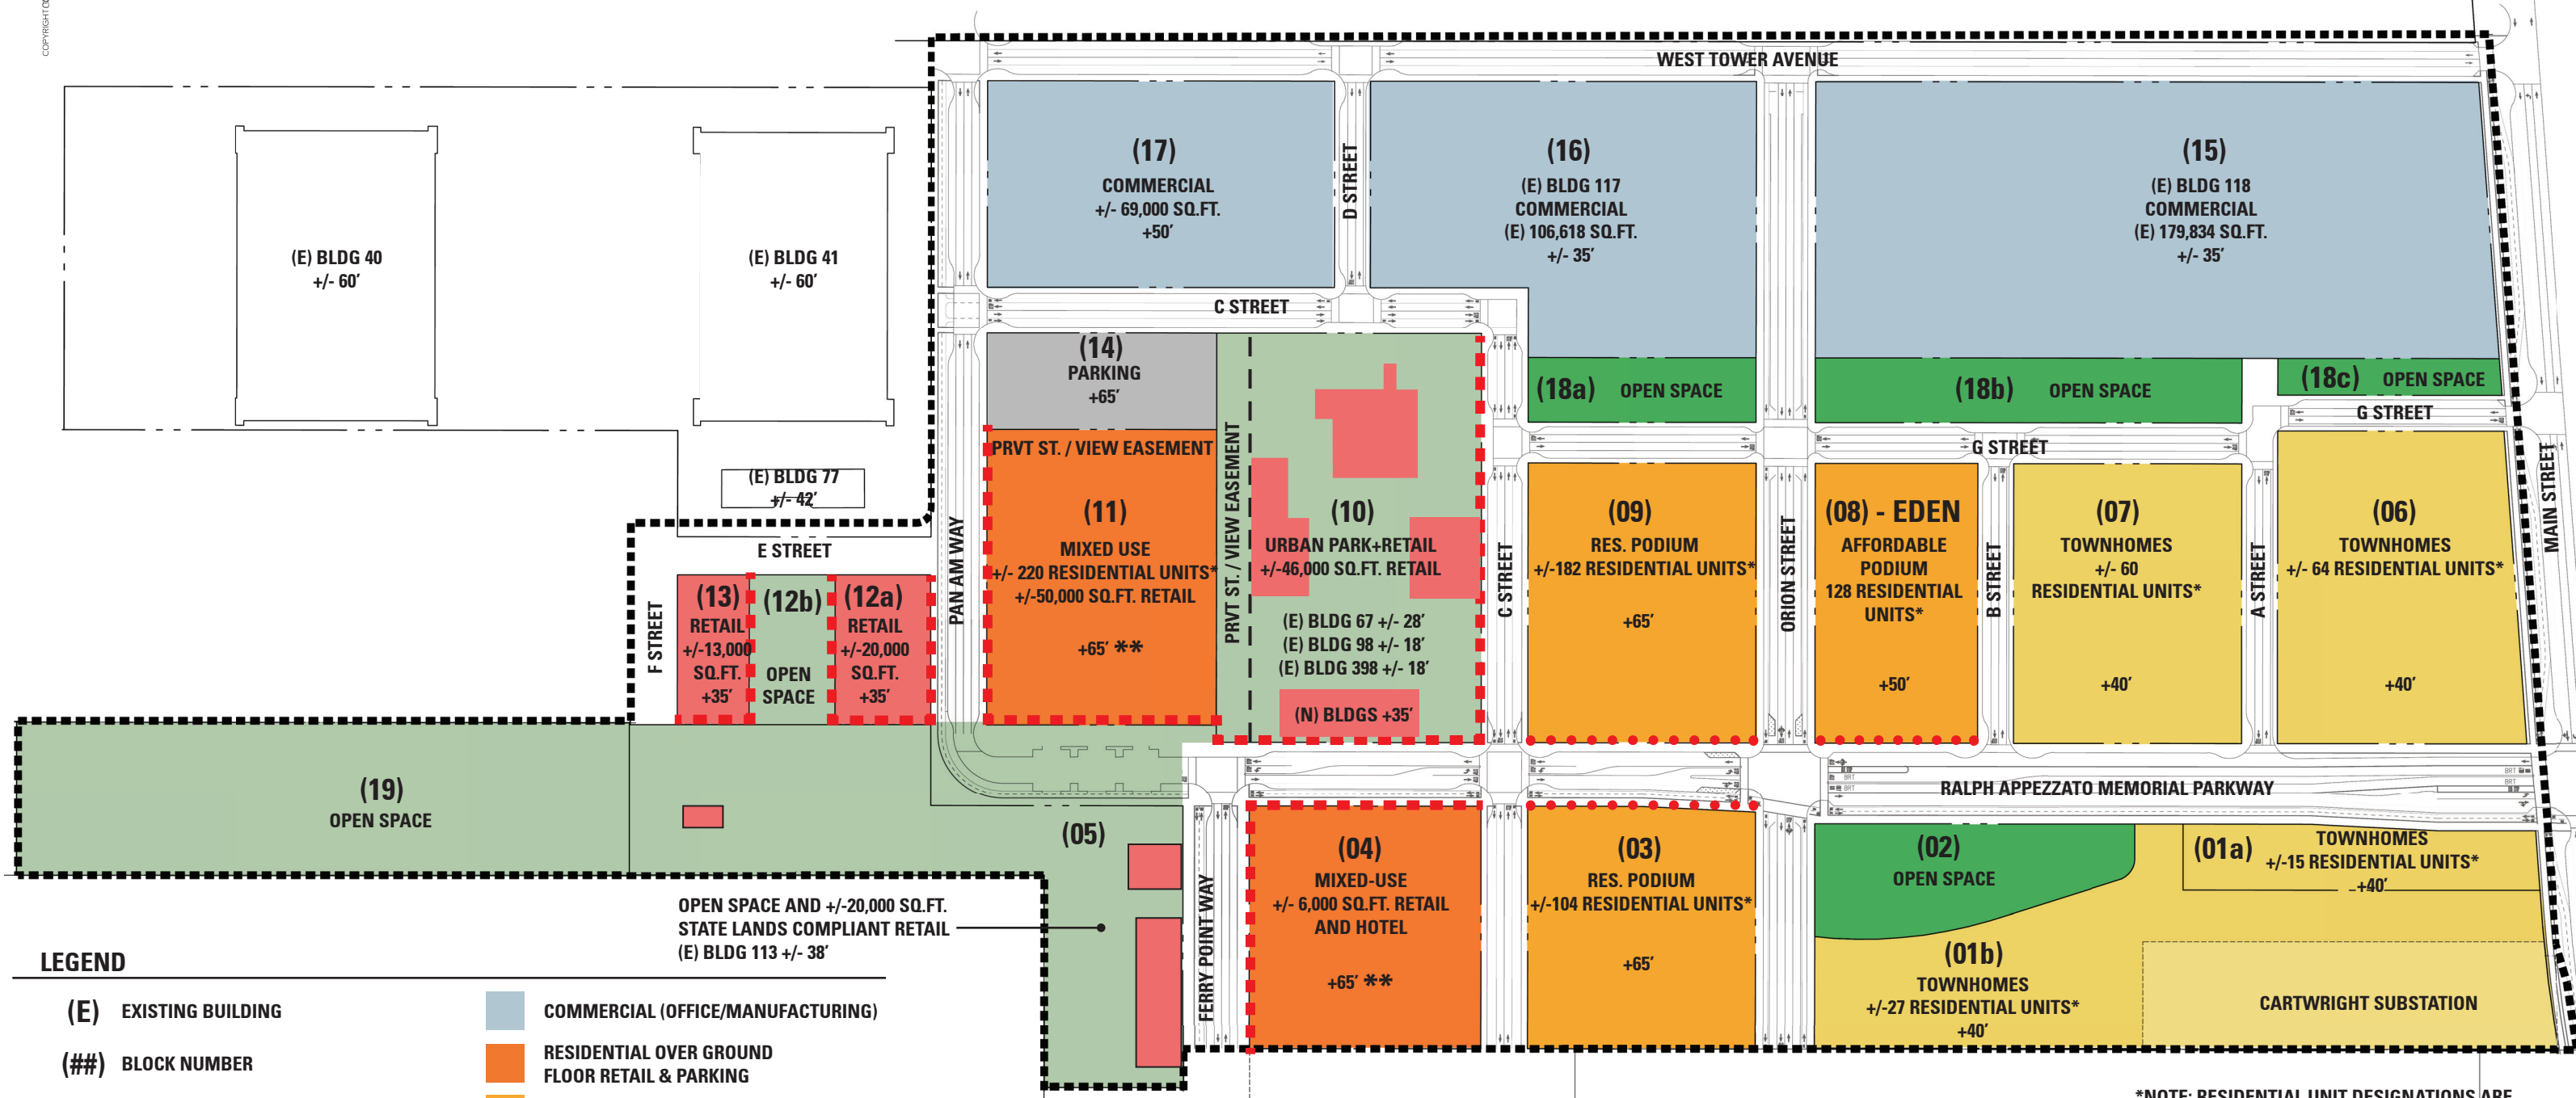 WEST TOWER AVENUE
(17)
COMMERCIAL
+/- 69,000 SQ.FT.
+50′
D STREET
(16)
(E) BLDG 117
COMMERCIAL
(E) 106,618 SQ.FT.
+/- 35′
(15)
(E) BLDG 118
COMMERCIAL
(E) 179,834 SQ.FT.
+/- 35′
(E) BLDG 40
+/- 60′
(E) BLDG 41
+/- 60′
(E) BLDG 77
+/- 42′
C STREET
(14)
PARKING
+65′
(18a) OPEN SPACE
(18b) OPEN SPACE
(18c) OPEN SPACE
G STREET
G STREET
MAIN STREET
PRVT ST. / VIEW EASEMENT
(11)
MIXED USE
+/- 220 RESIDENTIAL UNITS*
+/-50,000 SQ.FT. RETAIL
+65′ **
PRVT ST. / VIEW EASEMENT
(10)
URBAN PARK+RETAIL
+/-46,000 SQ.FT. RETAIL
(E) BLDG 67 +/- 28′
(E) BLDG 98 +/- 18′
(E) BLDG 398 +/- 18′
(N) BLDGS +35′
C STREET
(09)
RES. PODIUM
+/-182 RESIDENTIAL UNITS*
+65′
ORION STREET
(08) - EDEN
AFFORDABLE
PODIUM
128 RESIDENTIAL
UNITS*
+50′
B STREET
(07)
TOWNHOMES
+/- 60
RESIDENTIAL UNITS*
+40′
A STREET
(06)
TOWNHOMES
+/- 64 RESIDENTIAL UNITS*
+40′
E STREET
F STREET
(13)
RETAIL
+/-13,000
SQ.FT.
+35′
(12b)
OPEN
SPACE
(12a)
RETAIL
+/-20,000
SQ.FT.
+35′
PAN AM WAY
(19)
OPEN SPACE
(05)
RALPH APPEZZATO MEMORIAL PARKWAY
BRT
BRT
BRT
BRT
OPEN SPACE AND +/-20,000 SQ.FT.
STATE LANDS COMPLIANT RETAIL
(E) BLDG 113 +/- 38′
FERRY POINT WAY
(04)
MIXED-USE
+/- 6,000 SQ.FT. RETAIL
AND HOTEL
+65′ **
(03)
RES. PODIUM
+/-104 RESIDENTIAL UNITS*
+65′
(02)
OPEN SPACE
(01a)
TOWNHOMES
+/-15 RESIDENTIAL UNITS*
+40′
(01b)
TOWNHOMES
+/-27 RESIDENTIAL UNITS*
+40′
CARTWRIGHT SUBSTATION
LEGEND
(E) EXISTING BUILDING
(##) BLOCK NUMBER
COMMERCIAL (OFFICE/MANUFACTURING)
RESIDENTIAL OVER GROUND
FLOOR RETAIL & PARKING
*NOTE: RESIDENTIAL UNIT DESIGNATIONS ARE
COPYRIGHT